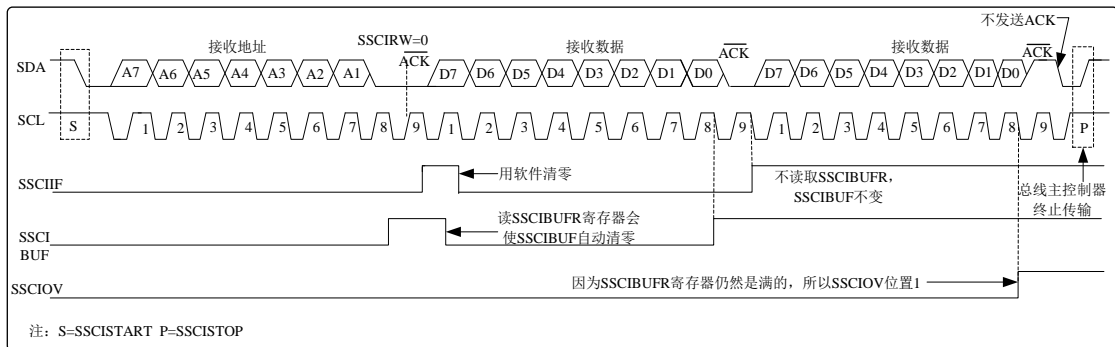 不发送ACK
接收地址 SSCIRW=0 ACK 接收数据 ACK 接收数据 ACK
SDA A7 A6 A5 A4 A3 A2 A1 D7 D6 D5 D4 D3 D2 D1 D0 D7 D6 D5 D4 D3 D2 D1 D0
SCL S 1 2 3 4 5 6 7 8 9 1 2 3 4 5 6 7 8 9 1 2 3 4 5 6 7 8 9 P
SSCIIF
用软件清零
不读取SSCIBUFR，
SSCIBUF不变
总线主控制器
终止传输
SSCI
BUF
读SSCIBUFR寄存器会
使SSCIBUF自动清零
SSCIOV
因为SSCIBUFR寄存器仍然是满的，所以SSCIOV位置1
注：S=SSCISTART P=SSCISTOP